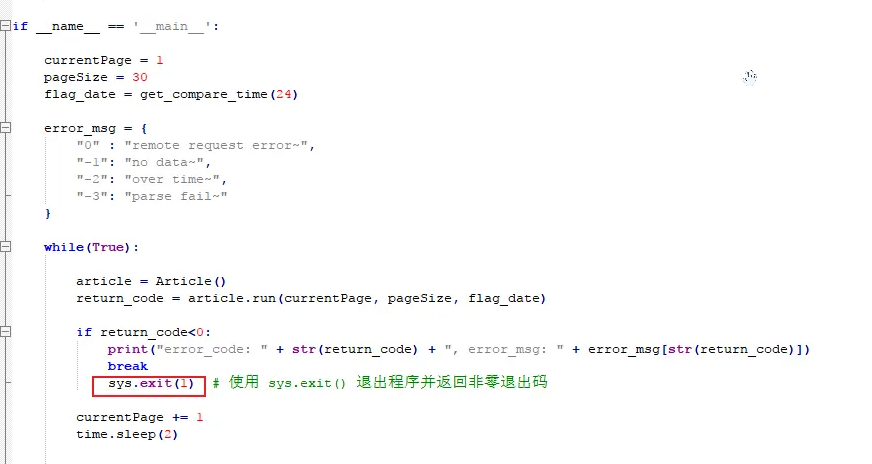 if __name__ == '__main__':
currentPage = 1
pageSize = 30
flag_date = get_compare_time(24)
error_msg = {
"0" : "remote request error~",
"-1": "no data~",
"-2": "over time~",
"-3": "parse fail~"
}
while(True):
article = Article()
return_code = article.run(currentPage, pageSize, flag_date)
if return_code<0:
print("error_code: " + str(return_code) + ", error_msg: " + error_msg[str(return_code)])
break
sys.exit(1) # 使用 sys.exit() 退出程序并返回非零退出码
currentPage += 1
time.sleep(2)